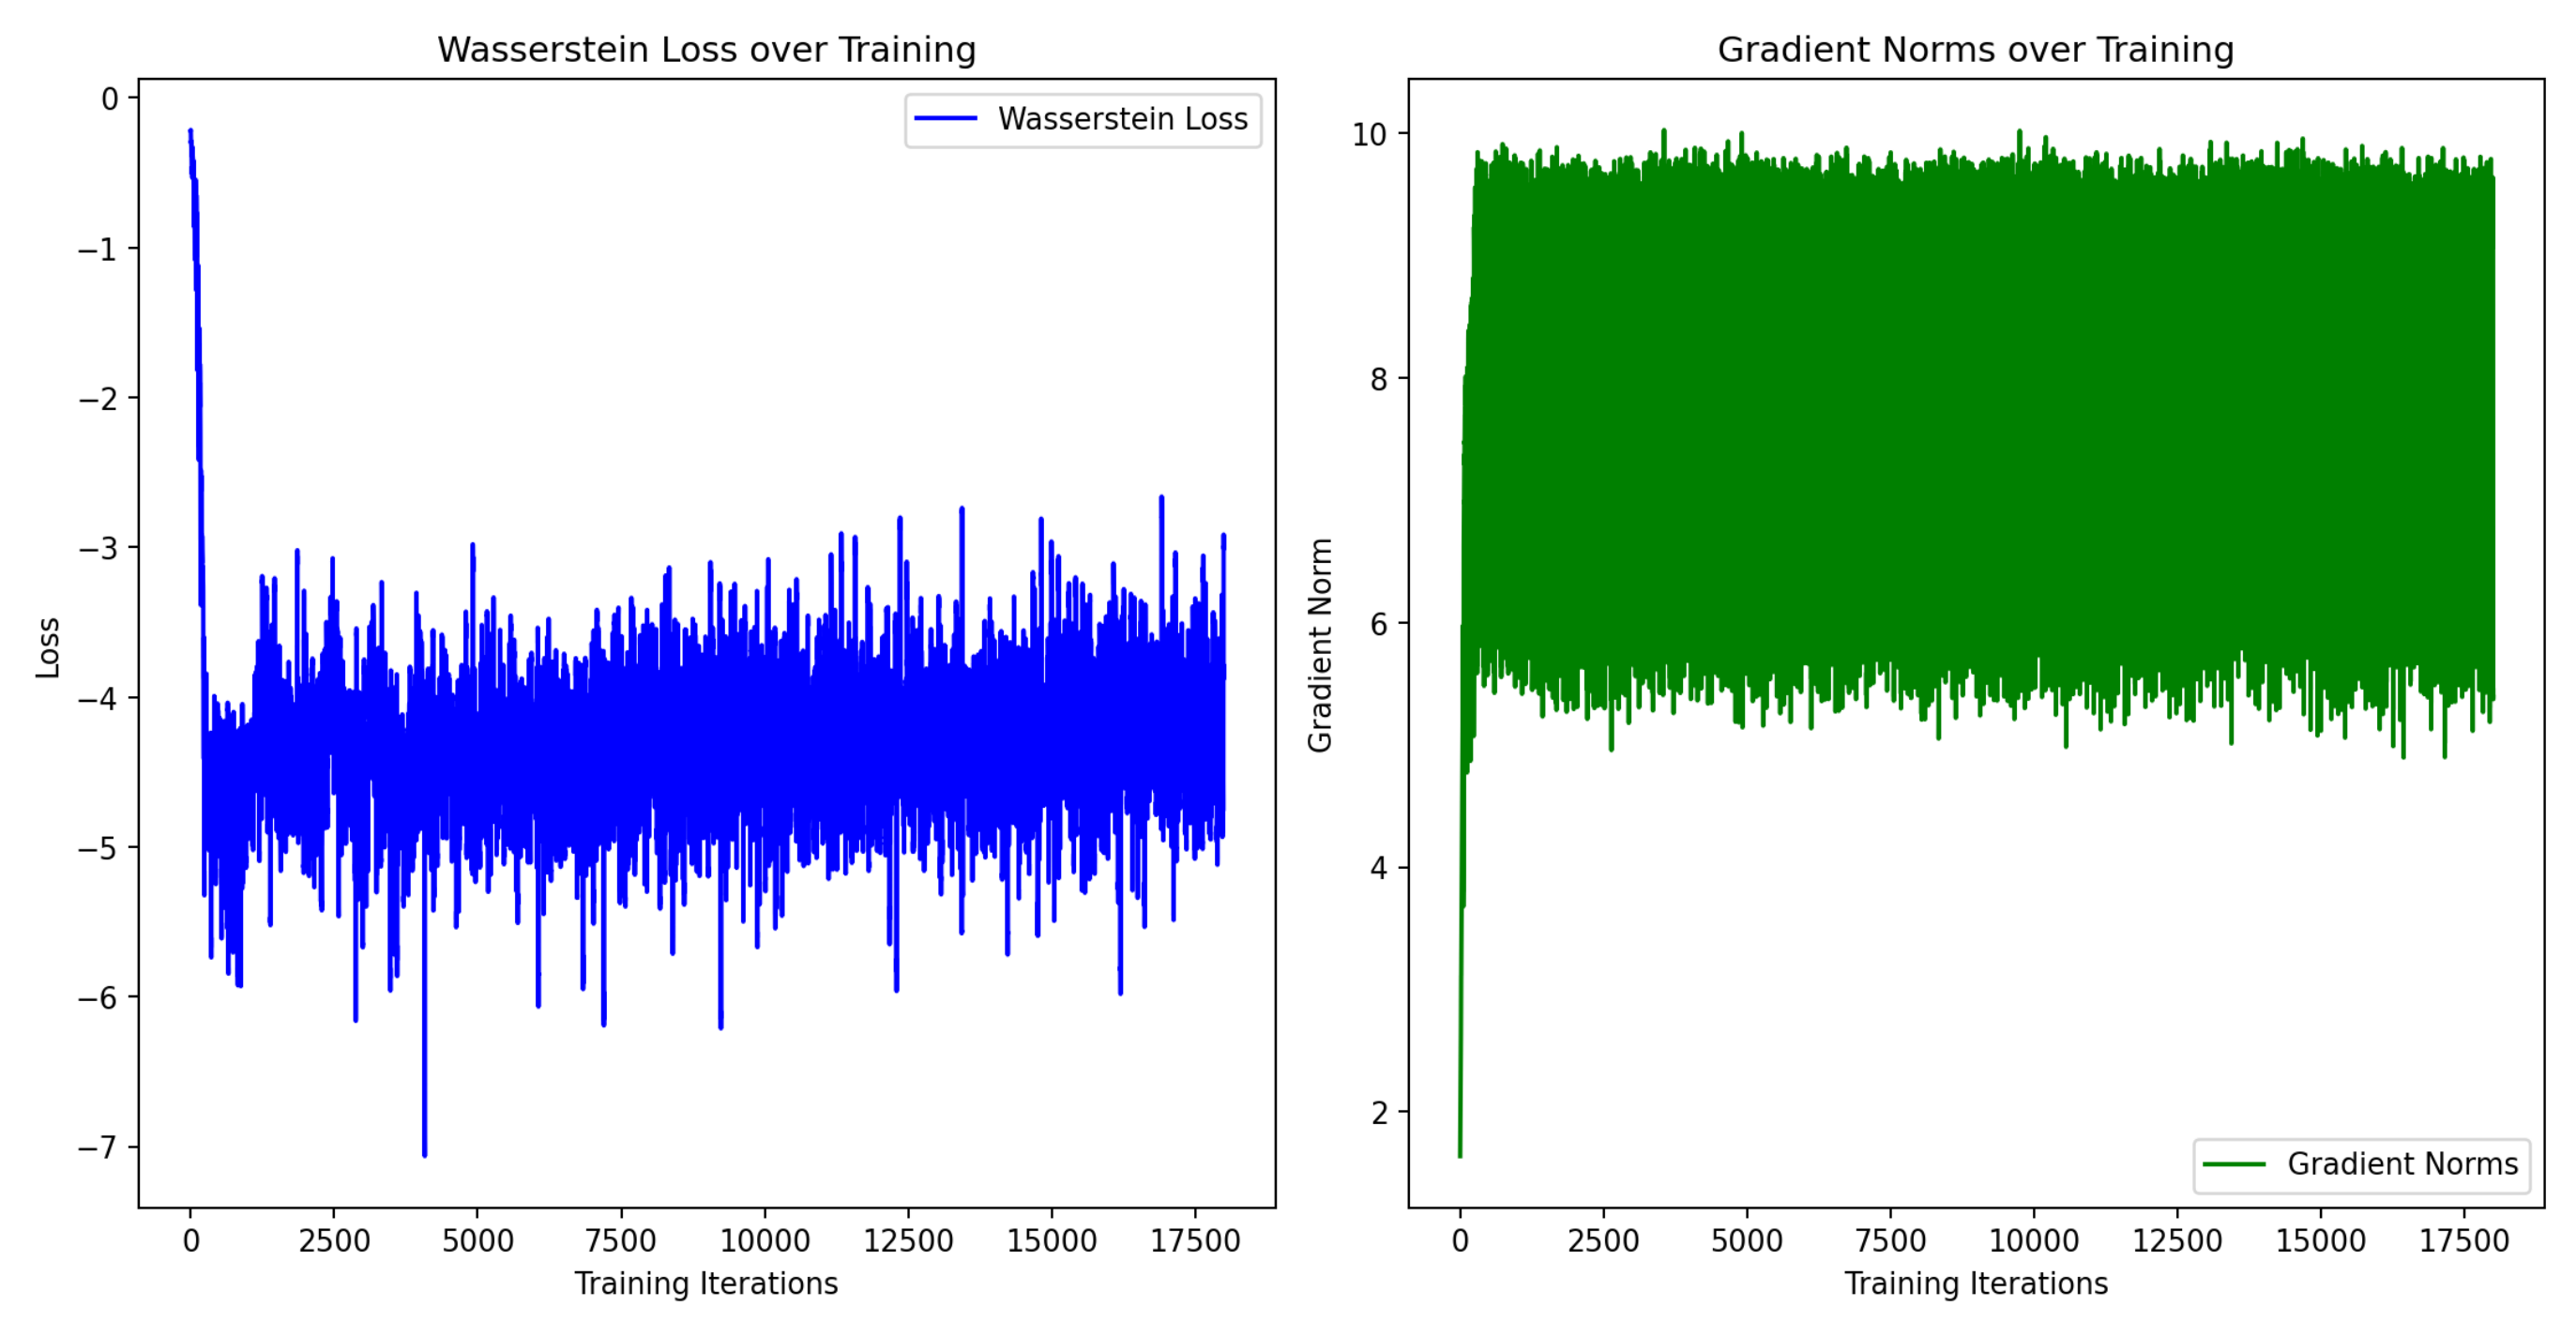 Wasserstein Loss over Training
Wasserstein Loss
0
−1
−2
−3
−4
−5
−6
−7
Loss
0 2500 5000 7500 10000 12500 15000 17500
Training Iterations
Gradient Norms over Training
10
8
6
4
2
Gradient Norm
Gradient Norms
0 2500 5000 7500 10000 12500 15000 17500
Training Iterations